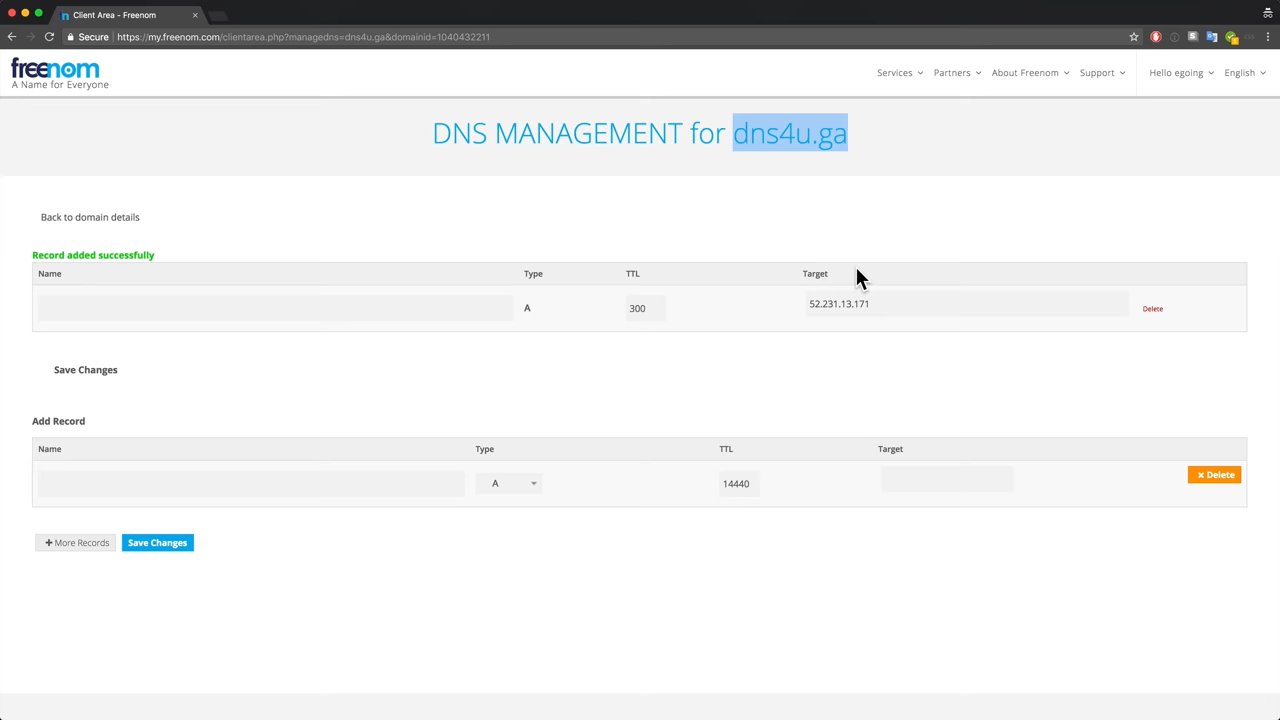 Client Area - Freenom
Secure https://my.freenom.com/clientarea.php?managedns=dns4u.ga&domainid=1040432211
freenom
A Name for Everyone
Services Partners About Freenom Support Hello egoing English
DNS MANAGEMENT for dns4u.ga
Back to domain details
Record added successfully
Name Type TTL Target
A 300 52.231.13.171 Delete
Save Changes
Add Record
Name Type TTL Target
A 14440 Delete
More Records Save Changes